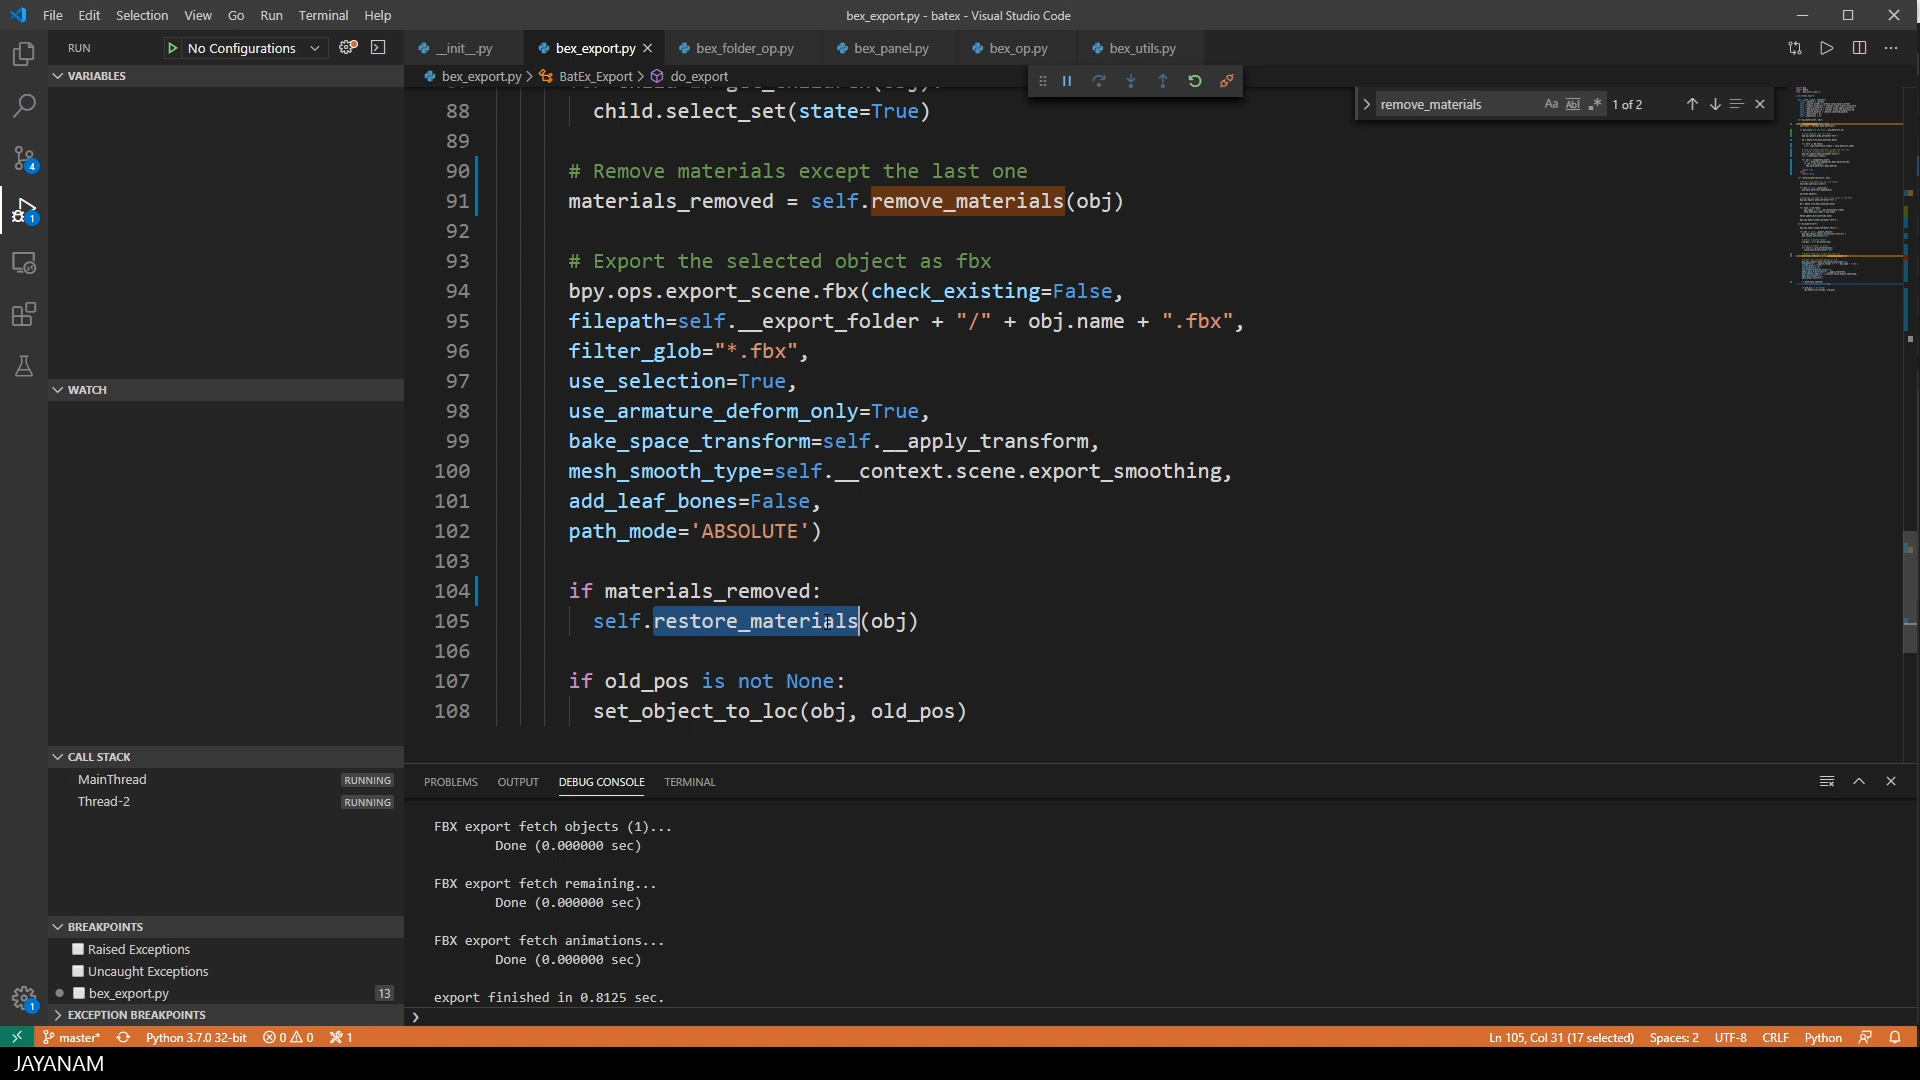 File Edit Selection View Go Run Terminal Help
bex_export.py - batex - Visual Studio Code
RUN No Configurations
__init__.py bex_export.py bex_folder_op.py bex_panel.py bex_op.py bex_utils.py
bex_export.py > BatEx_Export > do_export
remove_materials Aa Abl .* 1 of 2
VARIABLES
WATCH
CALL STACK
MainThread RUNNING
Thread-2 RUNNING
BREAKPOINTS
Raised Exceptions
Uncaught Exceptions
bex_export.py 13
EXCEPTION BREAKPOINTS
4
1
1
88 child.select_set(state=True)
89
90 # Remove materials except the last one
91 materials_removed = self.remove_materials(obj)
92
93 # Export the selected object as fbx
94 bpy.ops.export_scene.fbx(check_existing=False,
95 filepath=self.__export_folder + "/" + obj.name + ".fbx",
96 filter_glob="*.fbx",
97 use_selection=True,
98 use_armature_deform_only=True,
99 bake_space_transform=self.__apply_transform,
100 mesh_smooth_type=self.__context.scene.export_smoothing,
101 add_leaf_bones=False,
102 path_mode='ABSOLUTE')
103
104 if materials_removed:
105 self.restore_materials(obj)
106
107 if old_pos is not None:
108 set_object_to_loc(obj, old_pos)
PROBLEMS OUTPUT DEBUG CONSOLE TERMINAL
FBX export fetch objects (1)...
Done (0.000000 sec)
FBX export fetch remaining...
Done (0.000000 sec)
FBX export fetch animations...
Done (0.000000 sec)
export finished in 0.8125 sec.
master* Python 3.7.0 32-bit 0 0 1 Ln 105, Col 31 (17 selected) Spaces: 2 UTF-8 CRLF Python
JAYANAM